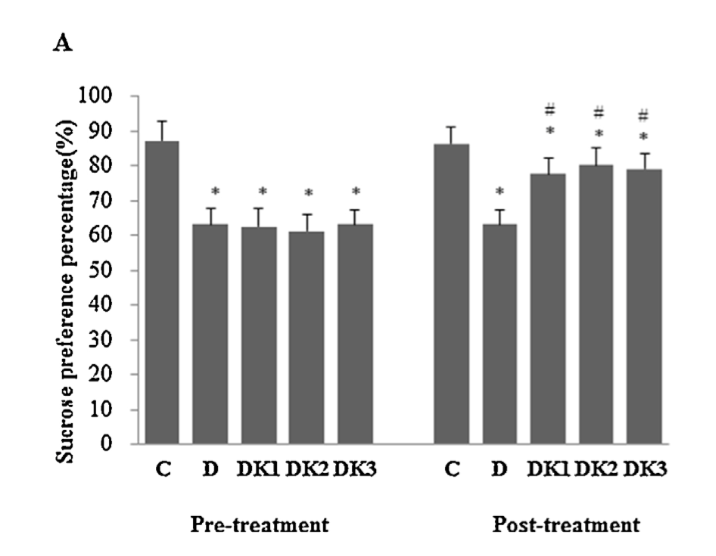 A
Sucrose preference percentage(%)
100
90
80
70
60
50
40
30
20
10
0
* * * *
# # #
* * * *
C D DK1 DK2 DK3 C D DK1 DK2 DK3
Pre-treatment Post-treatment